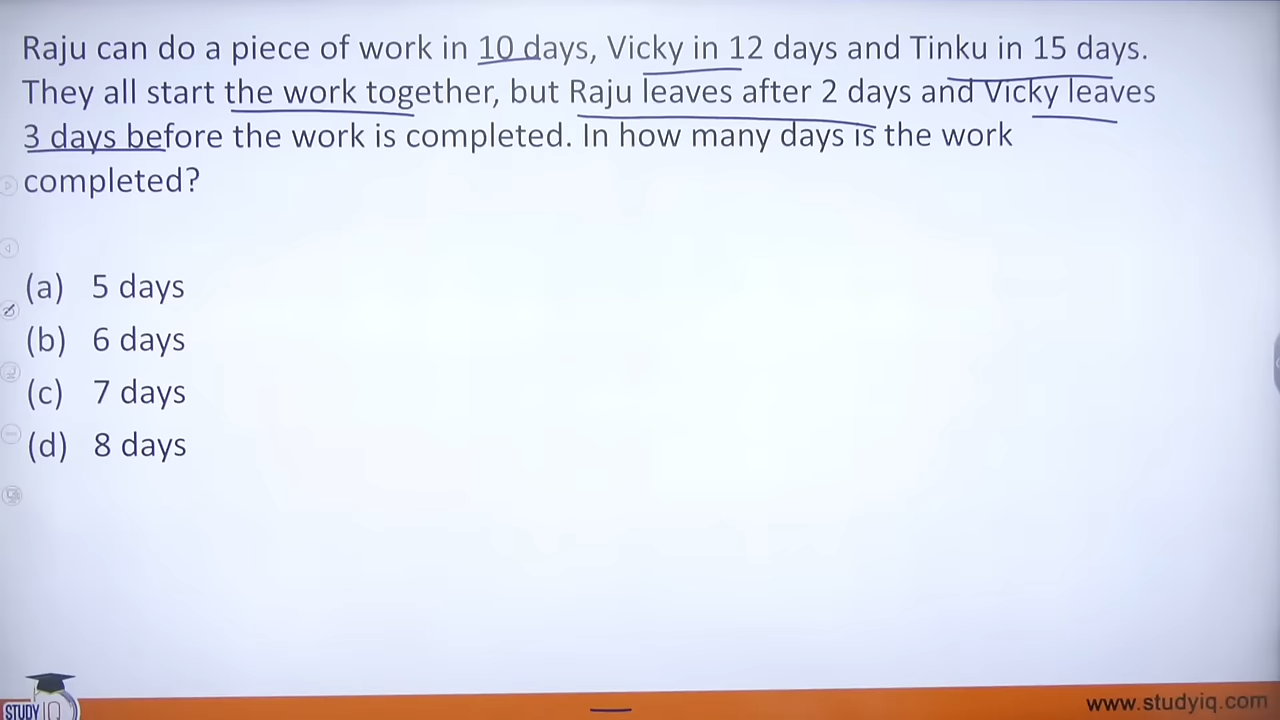 Raju can do a piece of work in 10 days, Vicky in 12 days and Tinku in 15 days.
They all start the work together, but Raju leaves after 2 days and Vicky leaves
3 days before the work is completed. In how many days is the work
completed?
(a) 5 days
(b) 6 days
(c) 7 days
(d) 8 days
STUDY IQ
www.studyiq.com